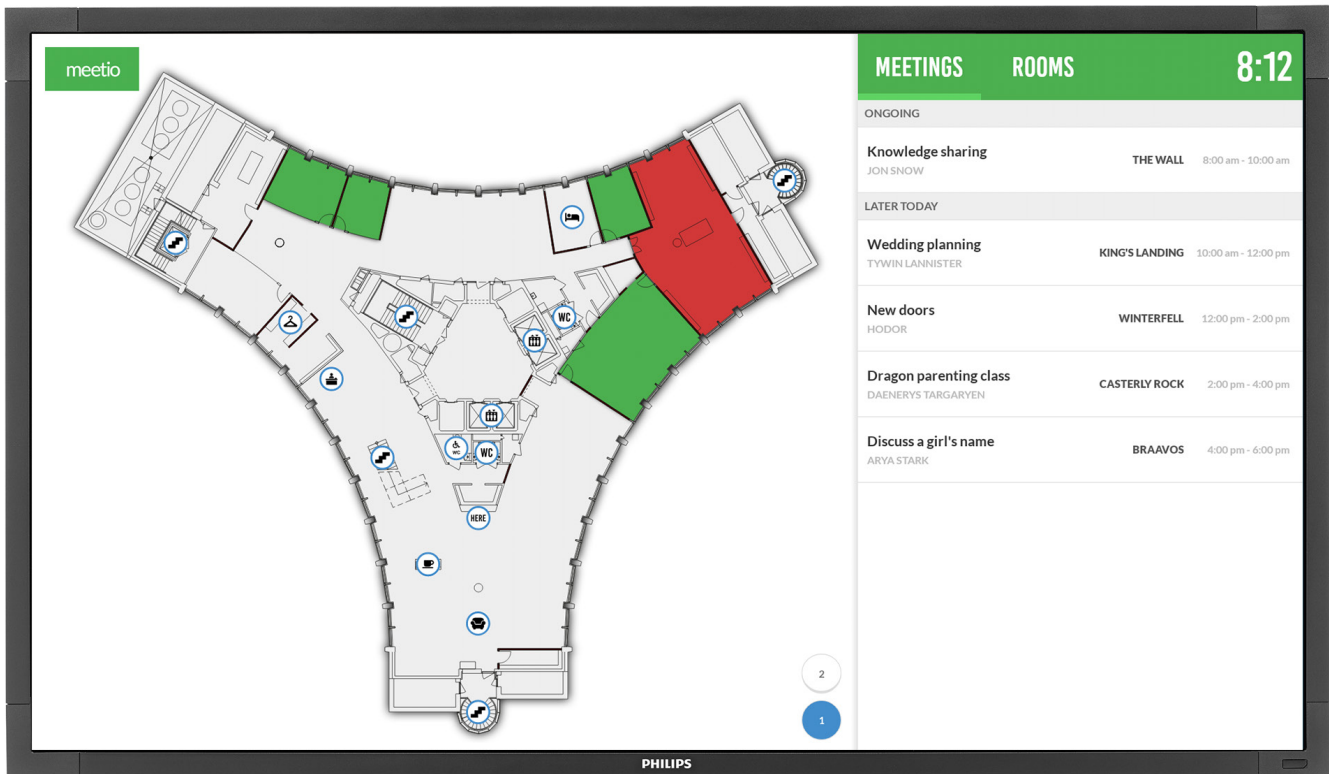 meetio
MEETINGS ROOMS 8:12
ONGOING
Knowledge sharing THE WALL 8:00 am - 10:00 am
JON SNOW
LATER TODAY
Wedding planning KING'S LANDING 10:00 am - 12:00 pm
TYWIN LANNISTER
New doors WINTERFELL 12:00 pm - 2:00 pm
HODOR
Dragon parenting class CASTERLY ROCK 2:00 pm - 4:00 pm
DAENERYS TARGARYEN
Discuss a girl's name BRAAVOS 4:00 pm - 6:00 pm
ARYA STARK
WC
WC
WC
HERE
2
1
PHILIPS